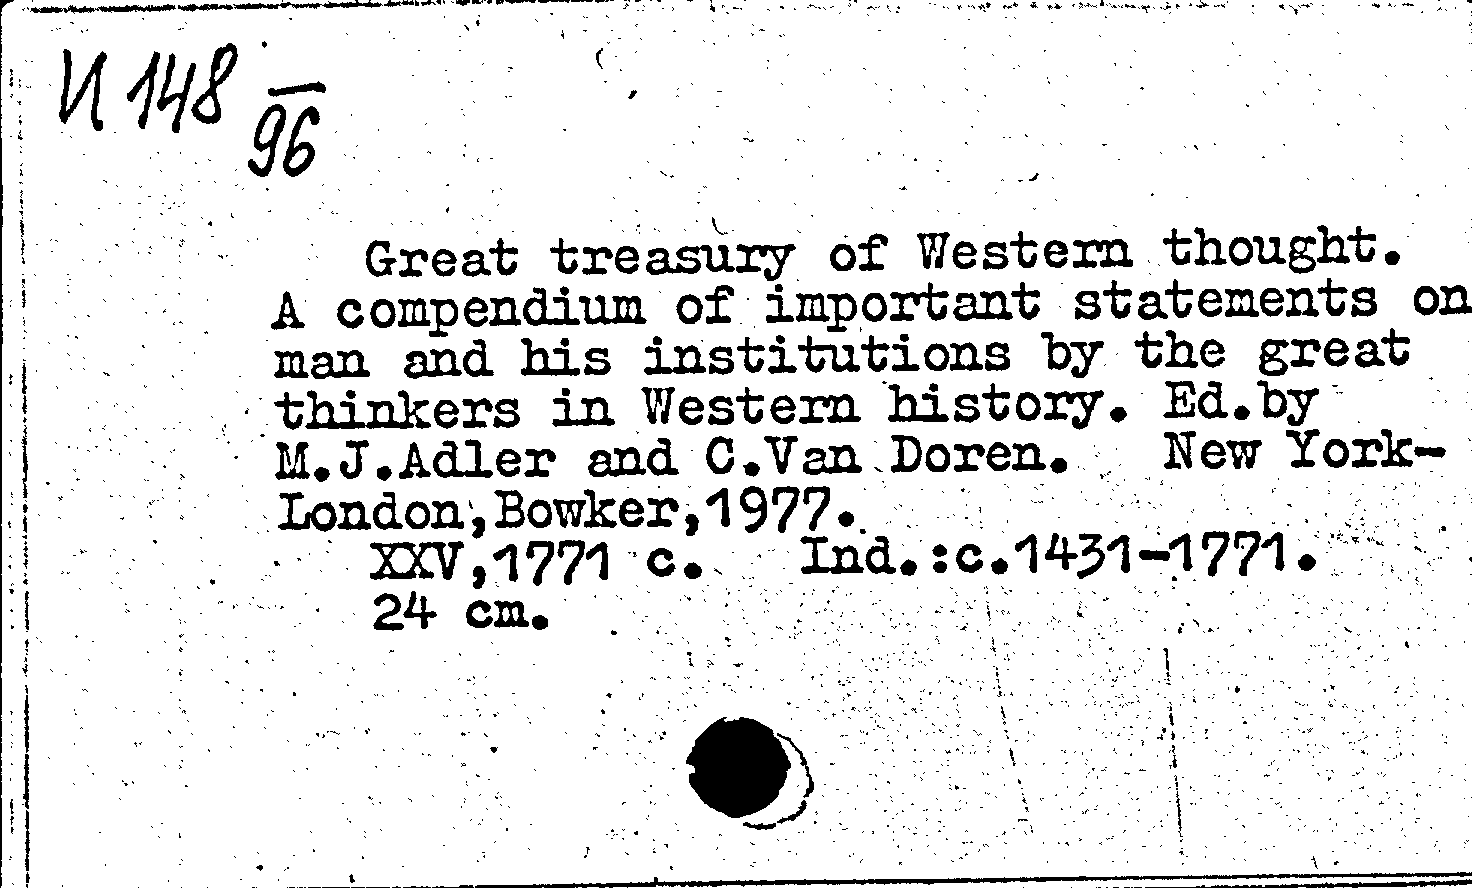 И 148
96
Great treasury of Western thought.
A compendium of important statements on
man and his institutions by the great
thinkers in Western history. Ed.by
M.J.Adler and C.Van Doren. New York-
London,Bowker,1977.
XXV,1771 c. Ind.:c.1431-1771.
24 cm.